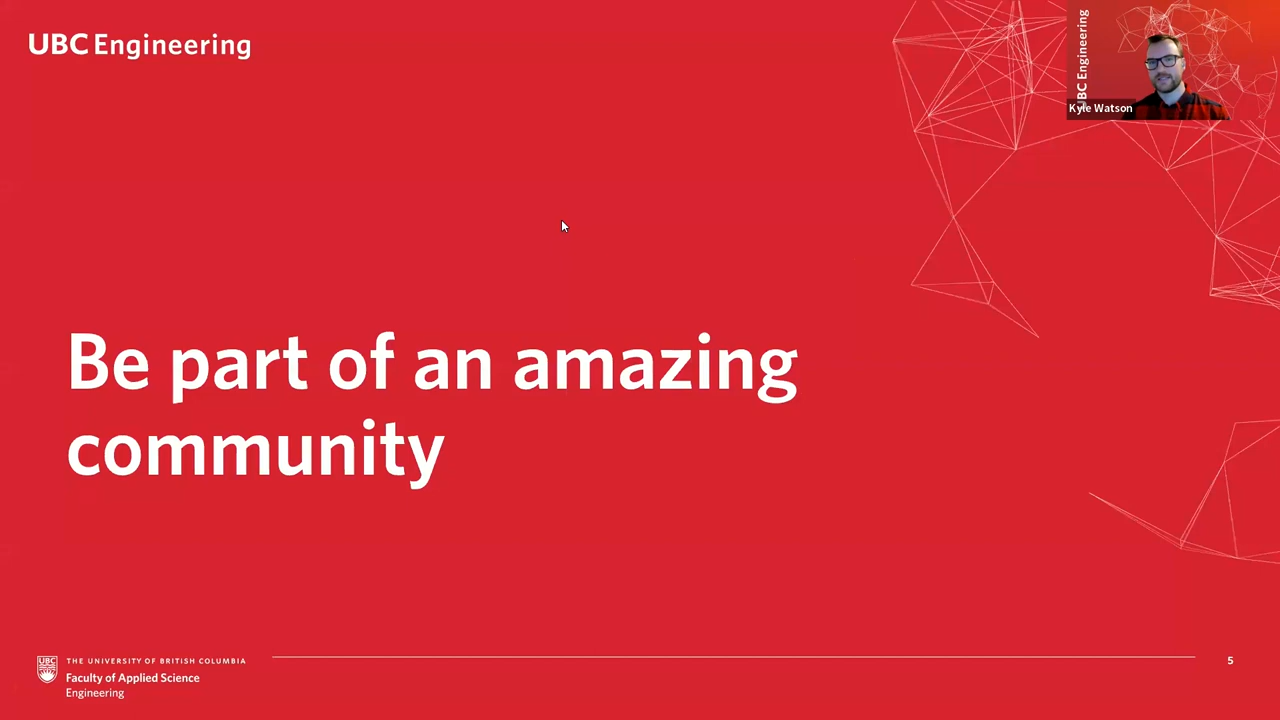 UBC Engineering
UBC Engineering
Kyle Watson
Be part of an amazing
community
UBC
THE UNIVERSITY OF BRITISH COLUMBIA
Faculty of Applied Science
Engineering
5